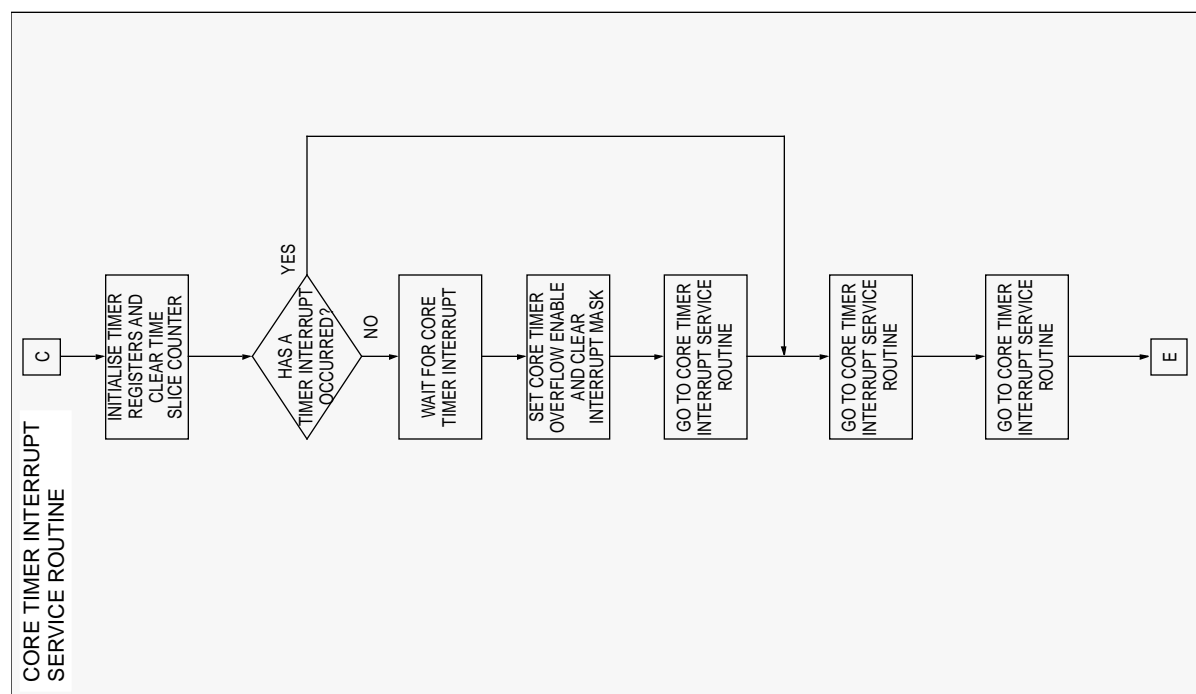 CORE TIMER INTERRUPT
SERVICE ROUTINE
C
INITIALISE TIMER
REGISTERS AND
CLEAR TIME
SLICE COUNTER
HAS A
TIMER INTERRUPT
OCCURRED?
YES
NO
WAIT FOR CORE
TIMER INTERRUPT
SET CORE TIMER
OVERFLOW ENABLE
AND CLEAR
INTERRUPT MASK
GO TO CORE TIMER
INTERRUPT SERVICE
ROUTINE
GO TO CORE TIMER
INTERRUPT SERVICE
ROUTINE
GO TO CORE TIMER
INTERRUPT SERVICE
ROUTINE
E